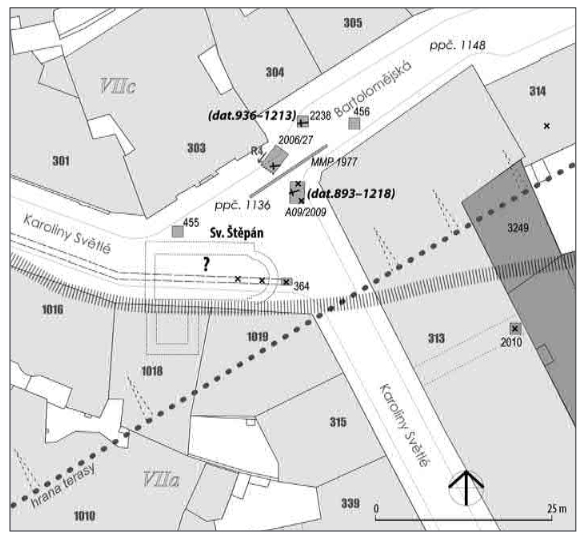 305
ppč. 1148
VIIc
304
Bartolomějská
314
(dat.936–1213)
2238
456
303
2006/27
R4
301
MMP 1977
(dat.893–1218)
ppč. 1136
A09/2009
Karoliny Světlé
455
Sv. Štěpán
3249
?
364
1016
1019
313
2010
1018
Karoliny Světlé
315
hrana terasy
VIIa
339
1010
0
25 m